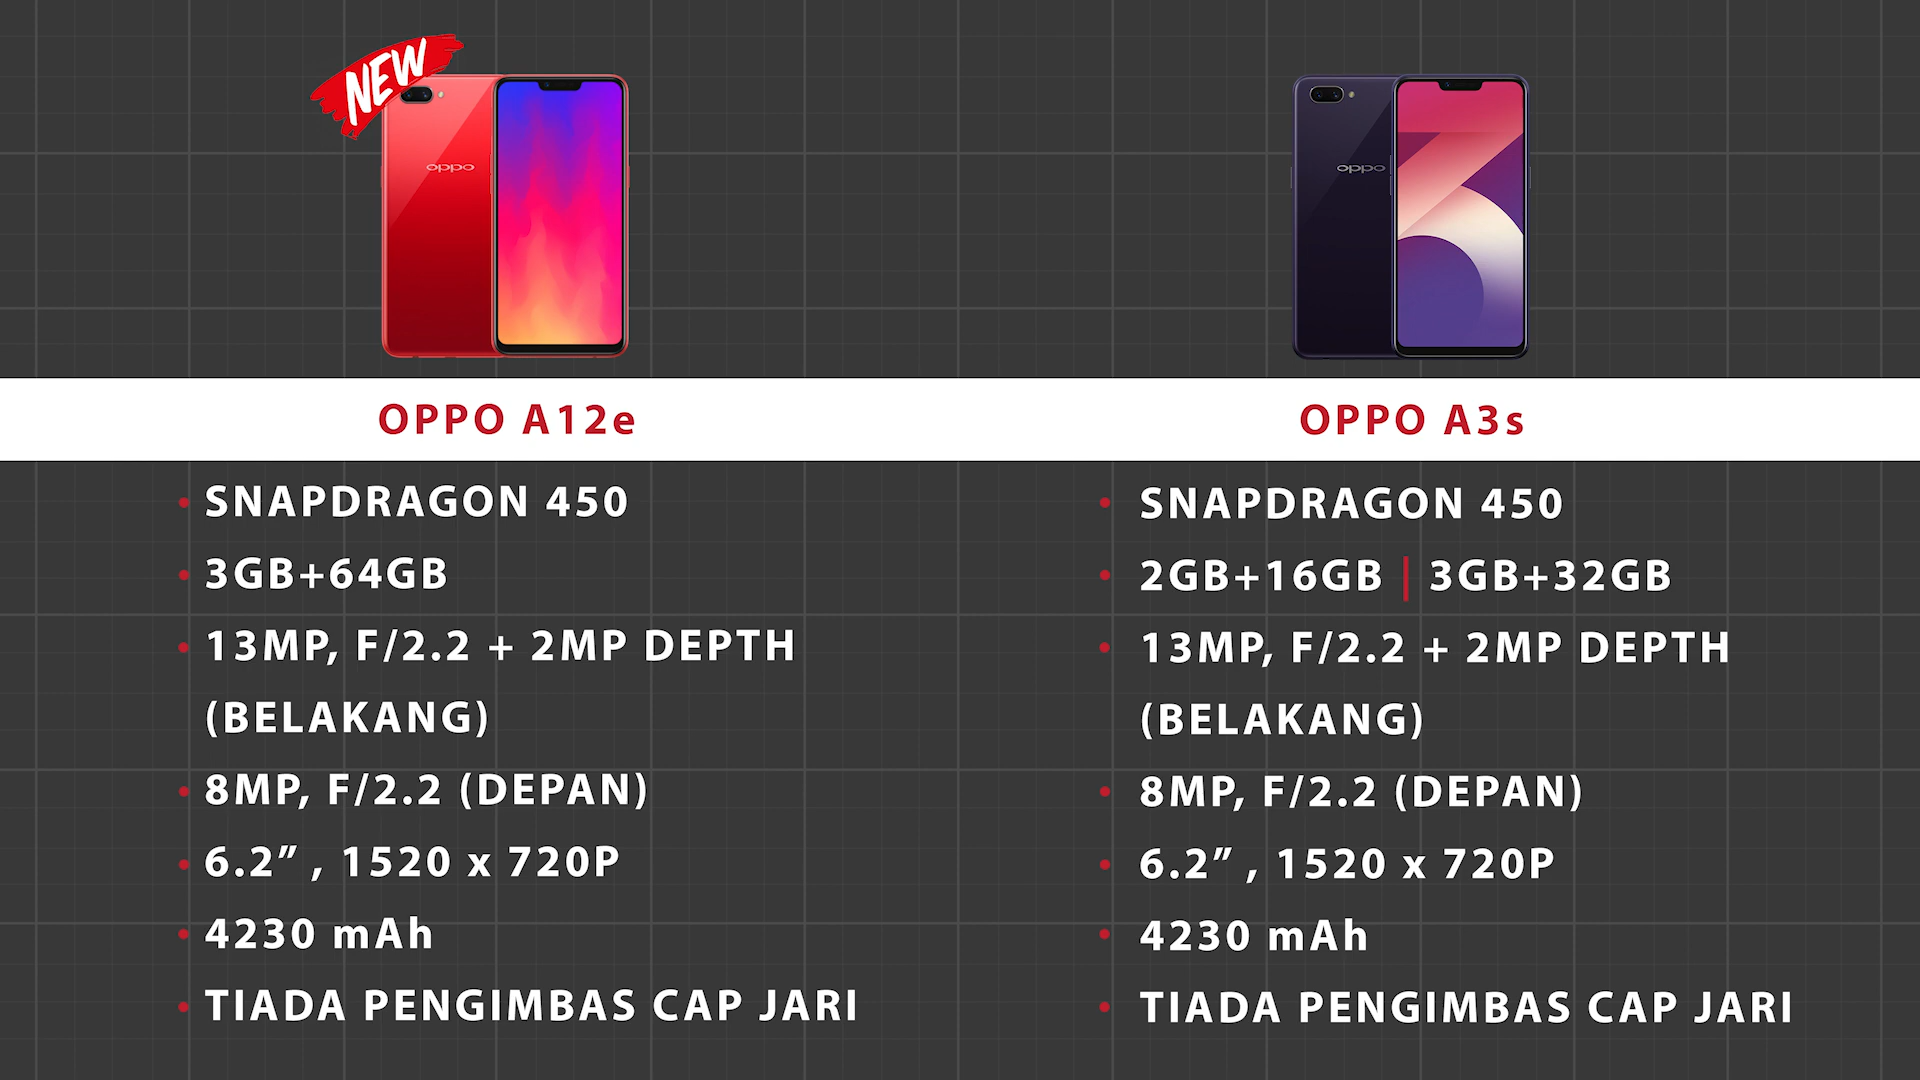 NEW
oppo
oppo
OPPO A12e
OPPO A3s
• SNAPDRAGON 450
• 3GB+64GB
• 13MP, F/2.2 + 2MP DEPTH
(BELAKANG)
• 8MP, F/2.2 (DEPAN)
• 6.2” , 1520 x 720P
• 4230 mAh
• TIADA PENGIMBAS CAP JARI
• SNAPDRAGON 450
• 2GB+16GB | 3GB+32GB
• 13MP, F/2.2 + 2MP DEPTH
(BELAKANG)
• 8MP, F/2.2 (DEPAN)
• 6.2” , 1520 x 720P
• 4230 mAh
• TIADA PENGIMBAS CAP JARI